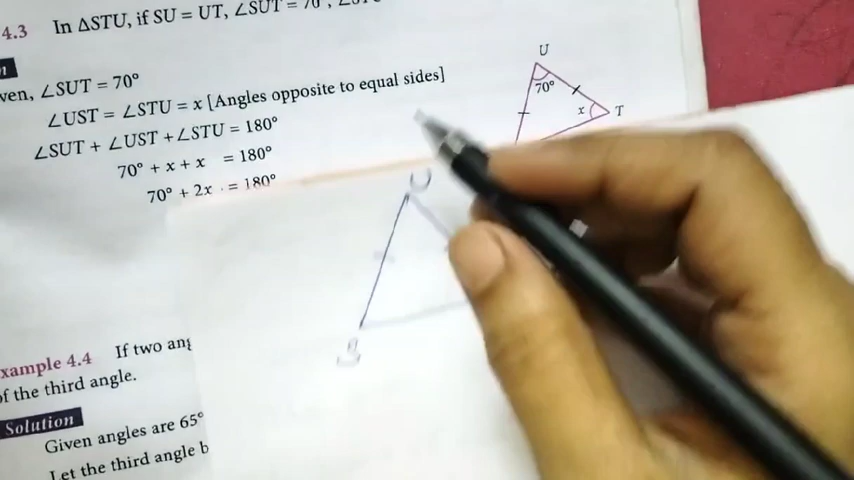 4.3 In ΔSTU, if SU = UT, ∠SUT = 70°,
ven, ∠SUT = 70°
∠UST = ∠STU = x [Angles opposite to equal sides]
∠SUT + ∠UST + ∠STU = 180°
70° + x + x = 180°
70° + 2x = 180°
U
70°
x
T
U
S
xample 4.4 If two ang
of the third angle.
Solution
Given angles are 65°
Let the third angle b